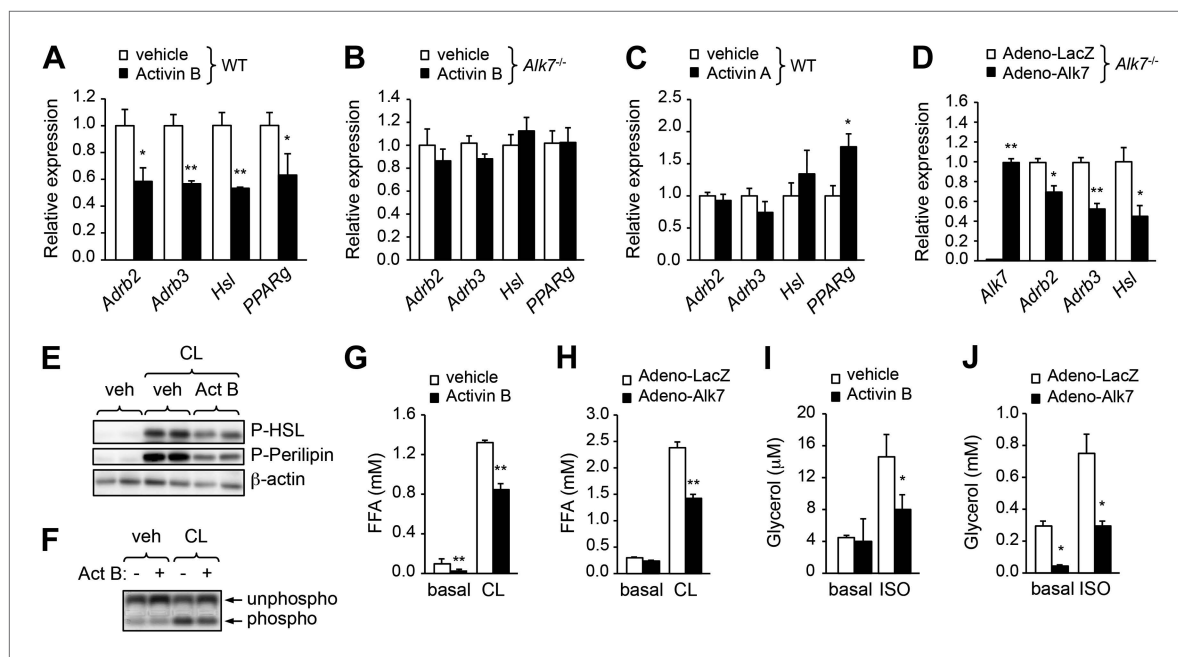 A
vehicle
Activin B
WT
Relative expression
1.2
1.0
0.8
0.6
0.4
0.2
0.0
*
**
**
*
Adrb2
Adrb3
Hsl
PPARg
B
vehicle
Activin B
Alk7-/-
Relative expression
1.4
1.2
1.0
0.8
0.6
0.4
0.2
0.0
Adrb2
Adrb3
Hsl
PPARg
C
vehicle
Activin A
WT
Relative expression
2.5
2.0
1.5
1.0
0.5
0.0
*
Adrb2
Adrb3
Hsl
PPARg
D
Adeno-LacZ
Adeno-Alk7
Alk7-/-
Relative expression
1.6
1.4
1.2
1.0
0.8
0.6
0.4
0.2
0.0
**
*
**
*
Alk7
Adrb2
Adrb3
Hsl
E
CL
veh veh Act B
P-HSL
P-Perilipin
β-actin
F
veh CL
Act B: - + - +
unphospho
phospho
G
vehicle
Activin B
FFA (mM)
1.6
1.2
0.8
0.4
0.0
**
**
basal CL
H
Adeno-LacZ
Adeno-Alk7
FFA (mM)
3.0
2.5
2.0
1.5
1.0
0.5
0.0
**
basal CL
I
vehicle
Activin B
Glycerol (μM)
20
16
12
8
4
0
*
basal ISO
J
Adeno-LacZ
Adeno-Alk7
Glycerol (mM)
1.0
0.8
0.6
0.4
0.2
0
*
*
basal ISO